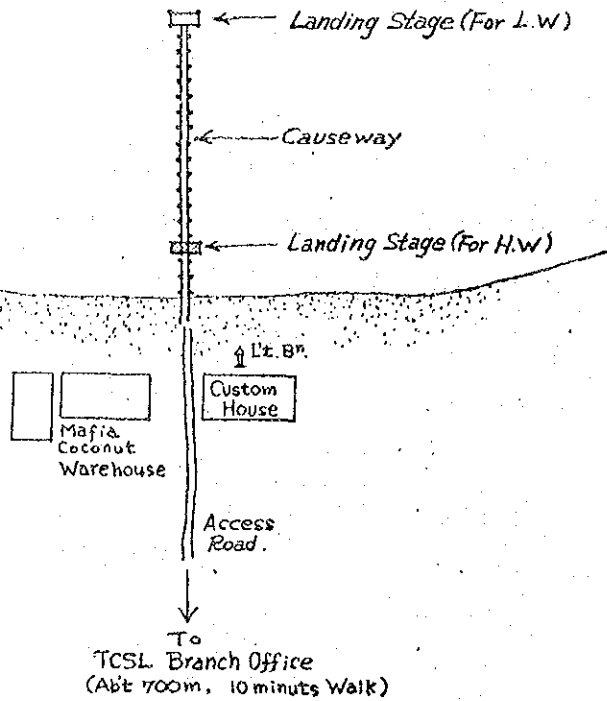 Landing Stage (For L.W)
Causeway
Landing Stage (For H.W)
L't. Bn.
Custom
House
Mafia
Coconut
Warehouse
Access
Road.
To
TCSL Branch Office
(Ab't 700m, 10 minuts Walk)